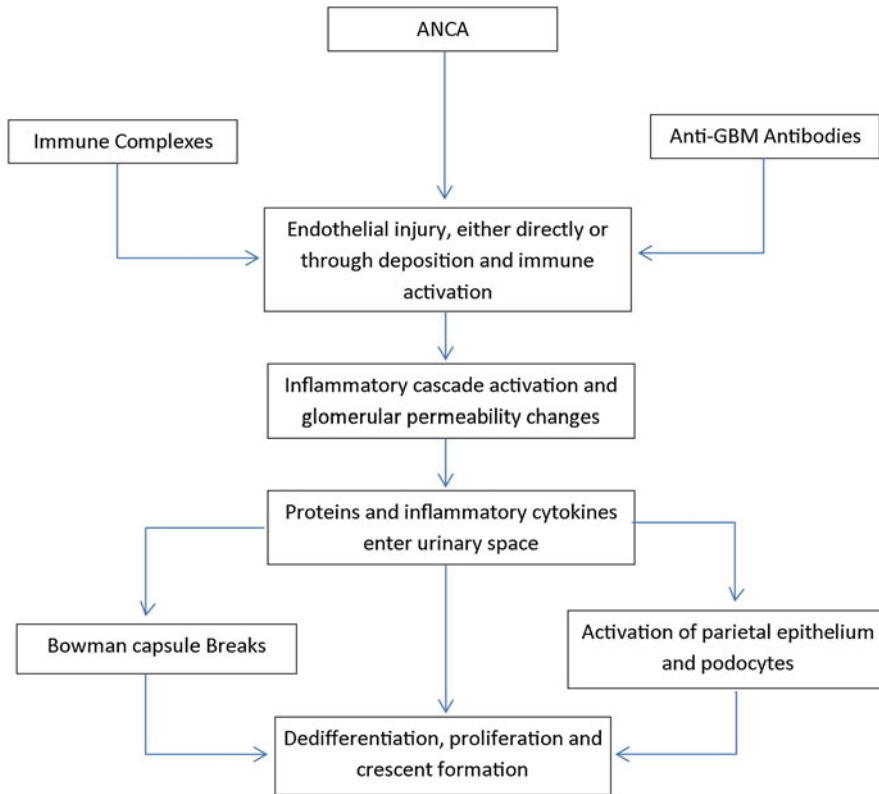 ANCA
Immune Complexes
Anti-GBM Antibodies
Endothelial injury, either directly or
through deposition and immune
activation
Inflammatory cascade activation and
glomerular permeability changes
Proteins and inflammatory cytokines
enter urinary space
Bowman capsule Breaks
Activation of parietal epithelium
and podocytes
Dedifferentiation, proliferation and
crescent formation